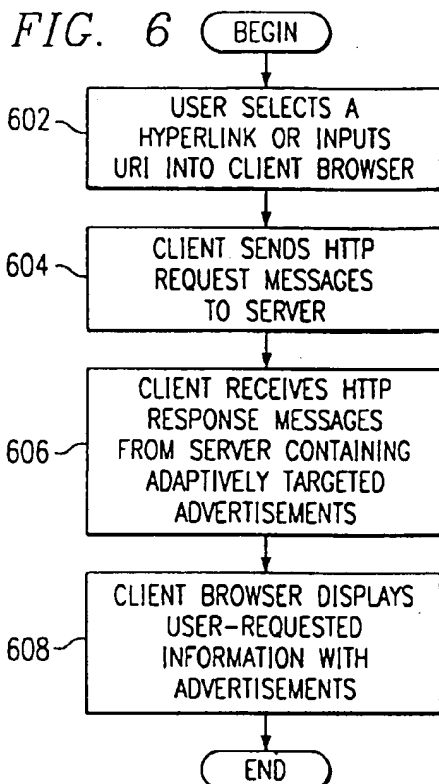 FIG. 6
BEGIN
602
USER SELECTS A
HYPERLINK OR INPUTS
URI INTO CLIENT BROWSER
604
CLIENT SENDS HTTP
REQUEST MESSAGES
TO SERVER
606
CLIENT RECEIVES HTTP
RESPONSE MESSAGES
FROM SERVER CONTAINING
ADAPTIVELY TARGETED
ADVERTISEMENTS
608
CLIENT BROWSER DISPLAYS
USER-REQUESTED
INFORMATION WITH
ADVERTISEMENTS
END